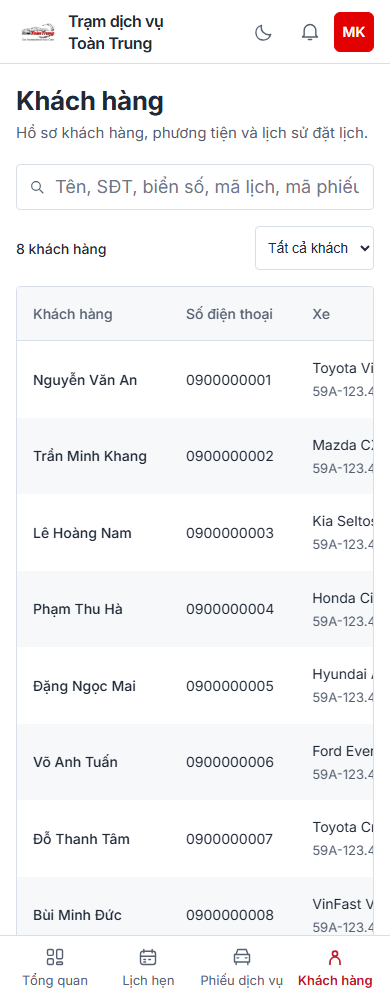 Trạm dịch vụ
Toàn Trung
MK
Khách hàng
Hồ sơ khách hàng, phương tiện và lịch sử đặt lịch.
Tên, SĐT, biển số, mã lịch, mã phiếu
8 khách hàng
Tất cả khách
Khách hàng Số điện thoại Xe
Nguyễn Văn An 0900000001 Toyota Vi
59A-123.4
Trần Minh Khang 0900000002 Mazda CX
59A-123.4
Lê Hoàng Nam 0900000003 Kia Seltos
59A-123.4
Phạm Thu Hà 0900000004 Honda Ci
59A-123.4
Đặng Ngọc Mai 0900000005 Hyundai
59A-123.4
Võ Anh Tuấn 0900000006 Ford Ever
59A-123.4
Đỗ Thanh Tâm 0900000007 Toyota Cr
59A-123.4
Bùi Minh Đức 0900000008 VinFast V
59A-123.4
Tổng quan
Lịch hẹn
Phiếu dịch vụ
Khách hàng